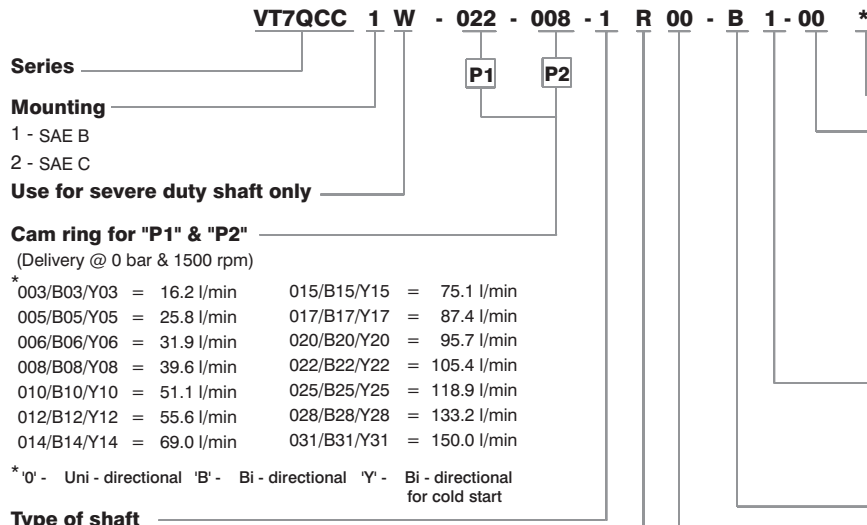 VT7QCC 1 W - 022 - 008 - 1 R 00 - B 1 - 00 *
Series
P1 P2
Mounting
1 - SAE B
2 - SAE C
Use for severe duty shaft only
Cam ring for "P1" & "P2"
(Delivery @ 0 bar & 1500 rpm)
*003/B03/Y03 = 16.2 l/min 015/B15/Y15 = 75.1 l/min
005/B05/Y05 = 25.8 l/min 017/B17/Y17 = 87.4 l/min
006/B06/Y06 = 31.9 l/min 020/B20/Y20 = 95.7 l/min
008/B08/Y08 = 39.6 l/min 022/B22/Y22 = 105.4 l/min
010/B10/Y10 = 51.1 l/min 025/B25/Y25 = 118.9 l/min
012/B12/Y12 = 55.6 l/min 028/B28/Y28 = 133.2 l/min
014/B14/Y14 = 69.0 l/min 031/B31/Y31 = 150.0 l/min
*'0' - Uni - directional 'B' - Bi - directional 'Y' - Bi - directional
for cold start
Type of shaft